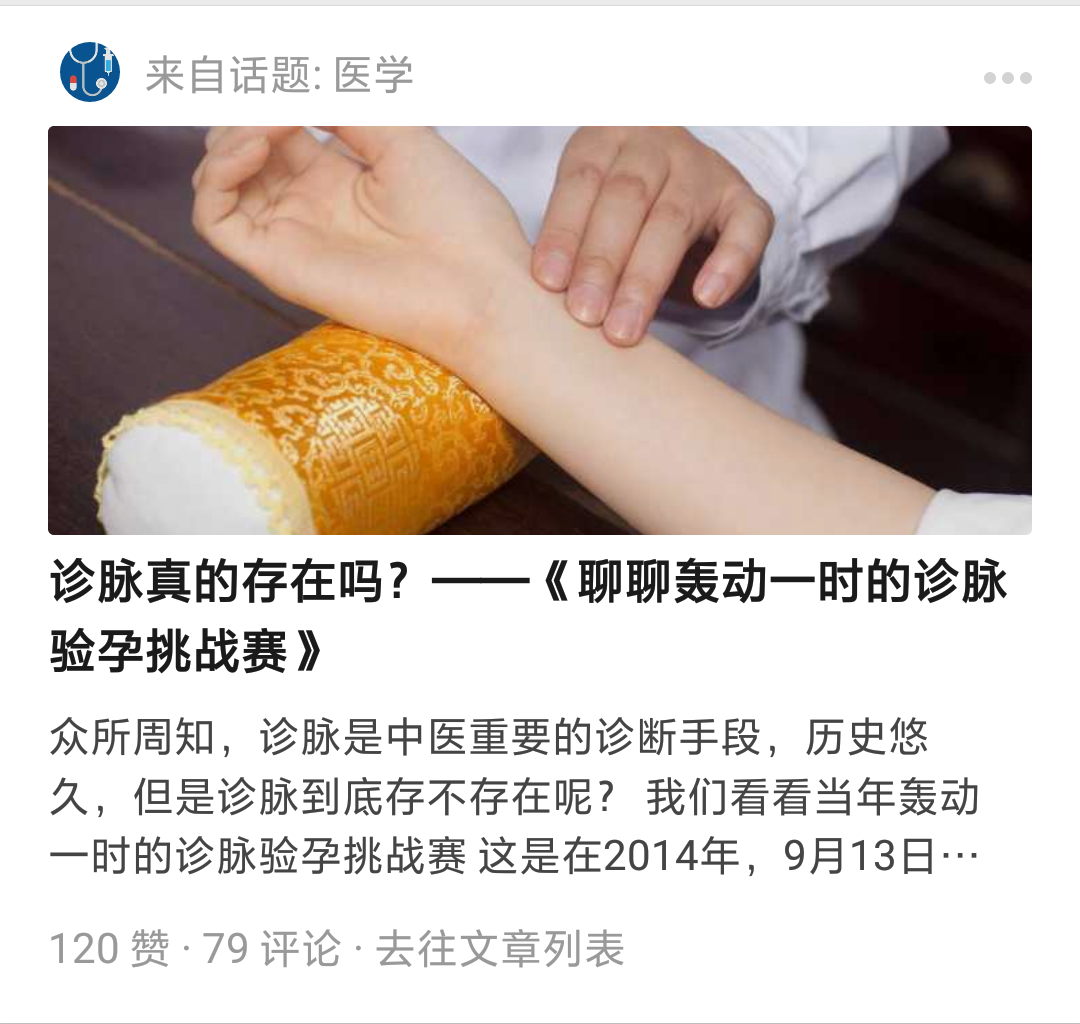 来自话题: 医学
诊脉真的存在吗？——《聊聊轰动一时的诊脉
验孕挑战赛》
众所周知，诊脉是中医重要的诊断手段，历史悠
久，但是诊脉到底存不存在呢？ 我们看看当年轰动
一时的诊脉验孕挑战赛 这是在2014年，9月13日…
120 赞 · 79 评论 · 去往文章列表